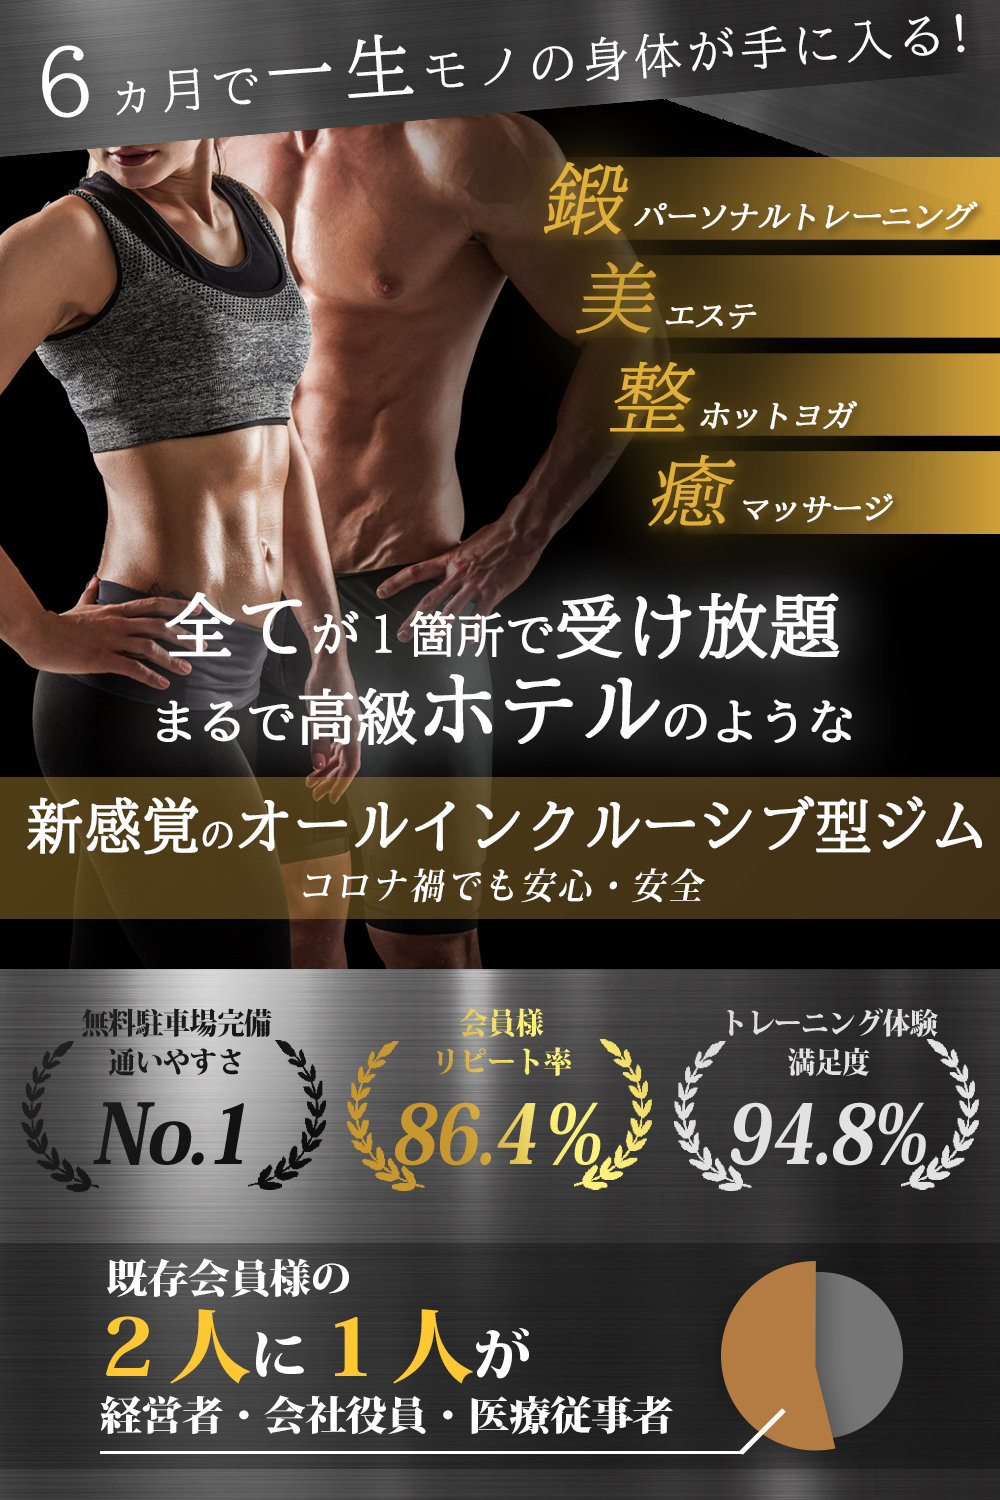 6ヵ月で一生モノの身体が手に入る!
鍛 パーソナルトレーニング
美 エステ
整 ホットヨガ
癒 マッサージ
全てが1箇所で受け放題
まるで高級ホテルのような
新感覚のオールインクルーシブ型ジム
コロナ禍でも安心・安全
無料駐車場完備
通いやすさ
No.1
会員様
リピート率
86.4%
トレーニング体験
満足度
94.8%
既存会員様の
2人に1人が
経営者・会社役員・医療従事者